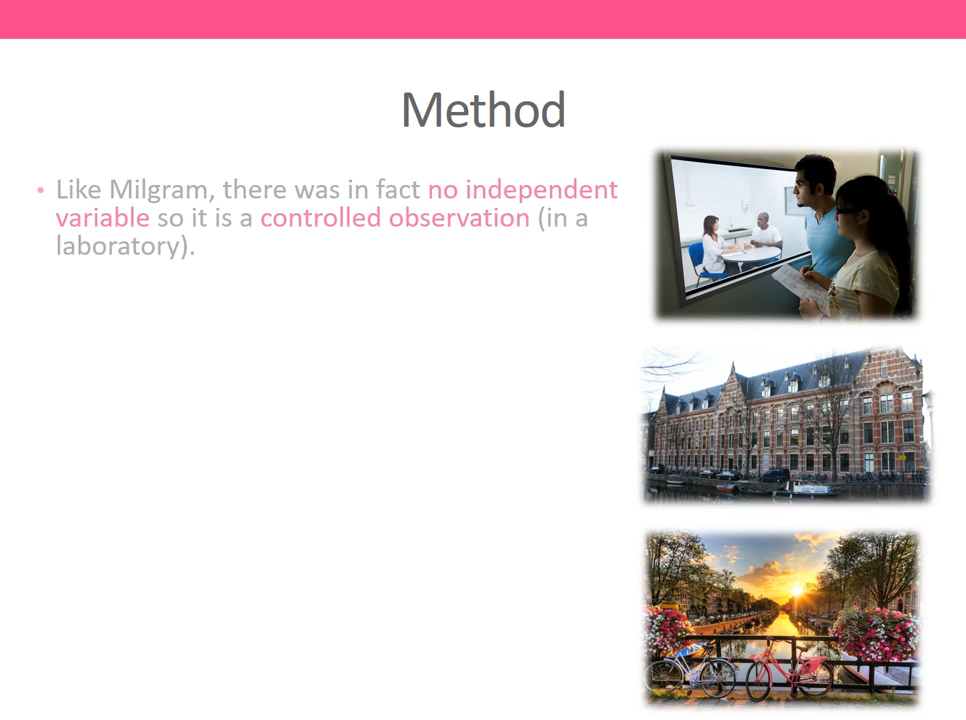 Method
• Like Milgram, there was in fact no independent
variable so it is a controlled observation (in a
laboratory).